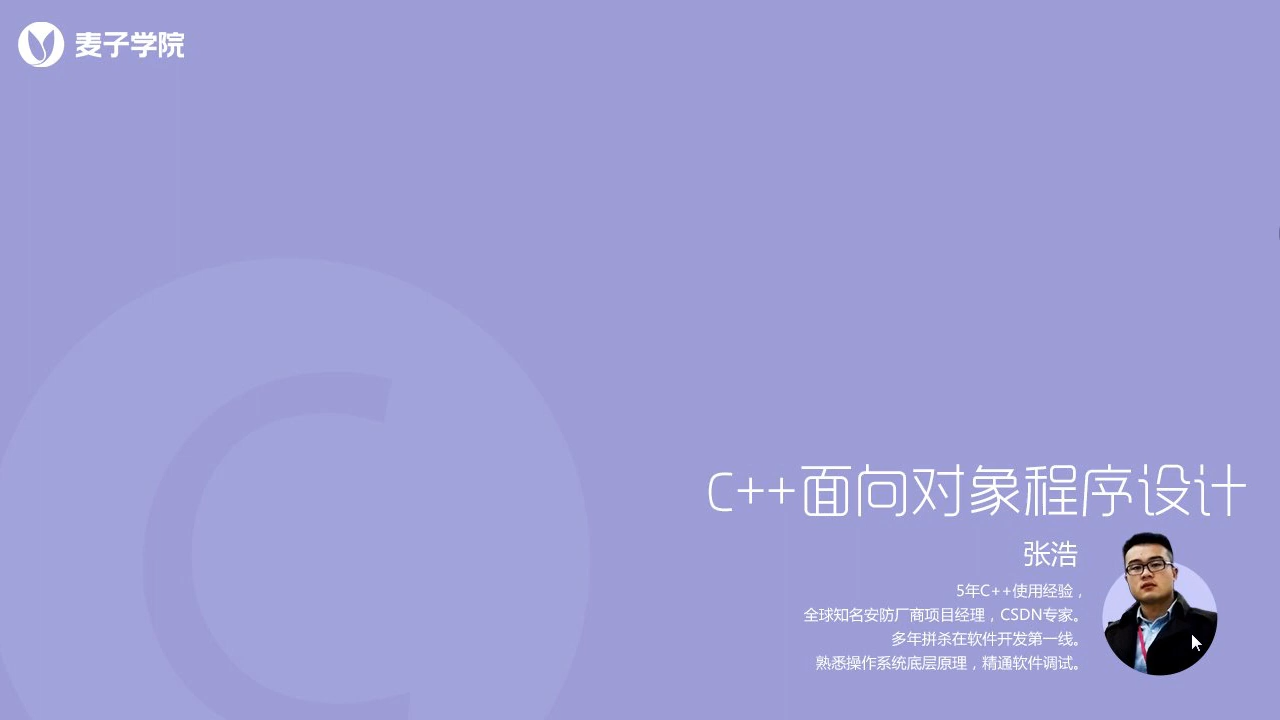 麦子学院
C++面向对象程序设计
张浩
5年C++使用经验，
全球知名安防厂商项目经理，CSDN专家。
多年拼杀在软件开发第一线。
熟悉操作系统底层原理，精通软件调试。